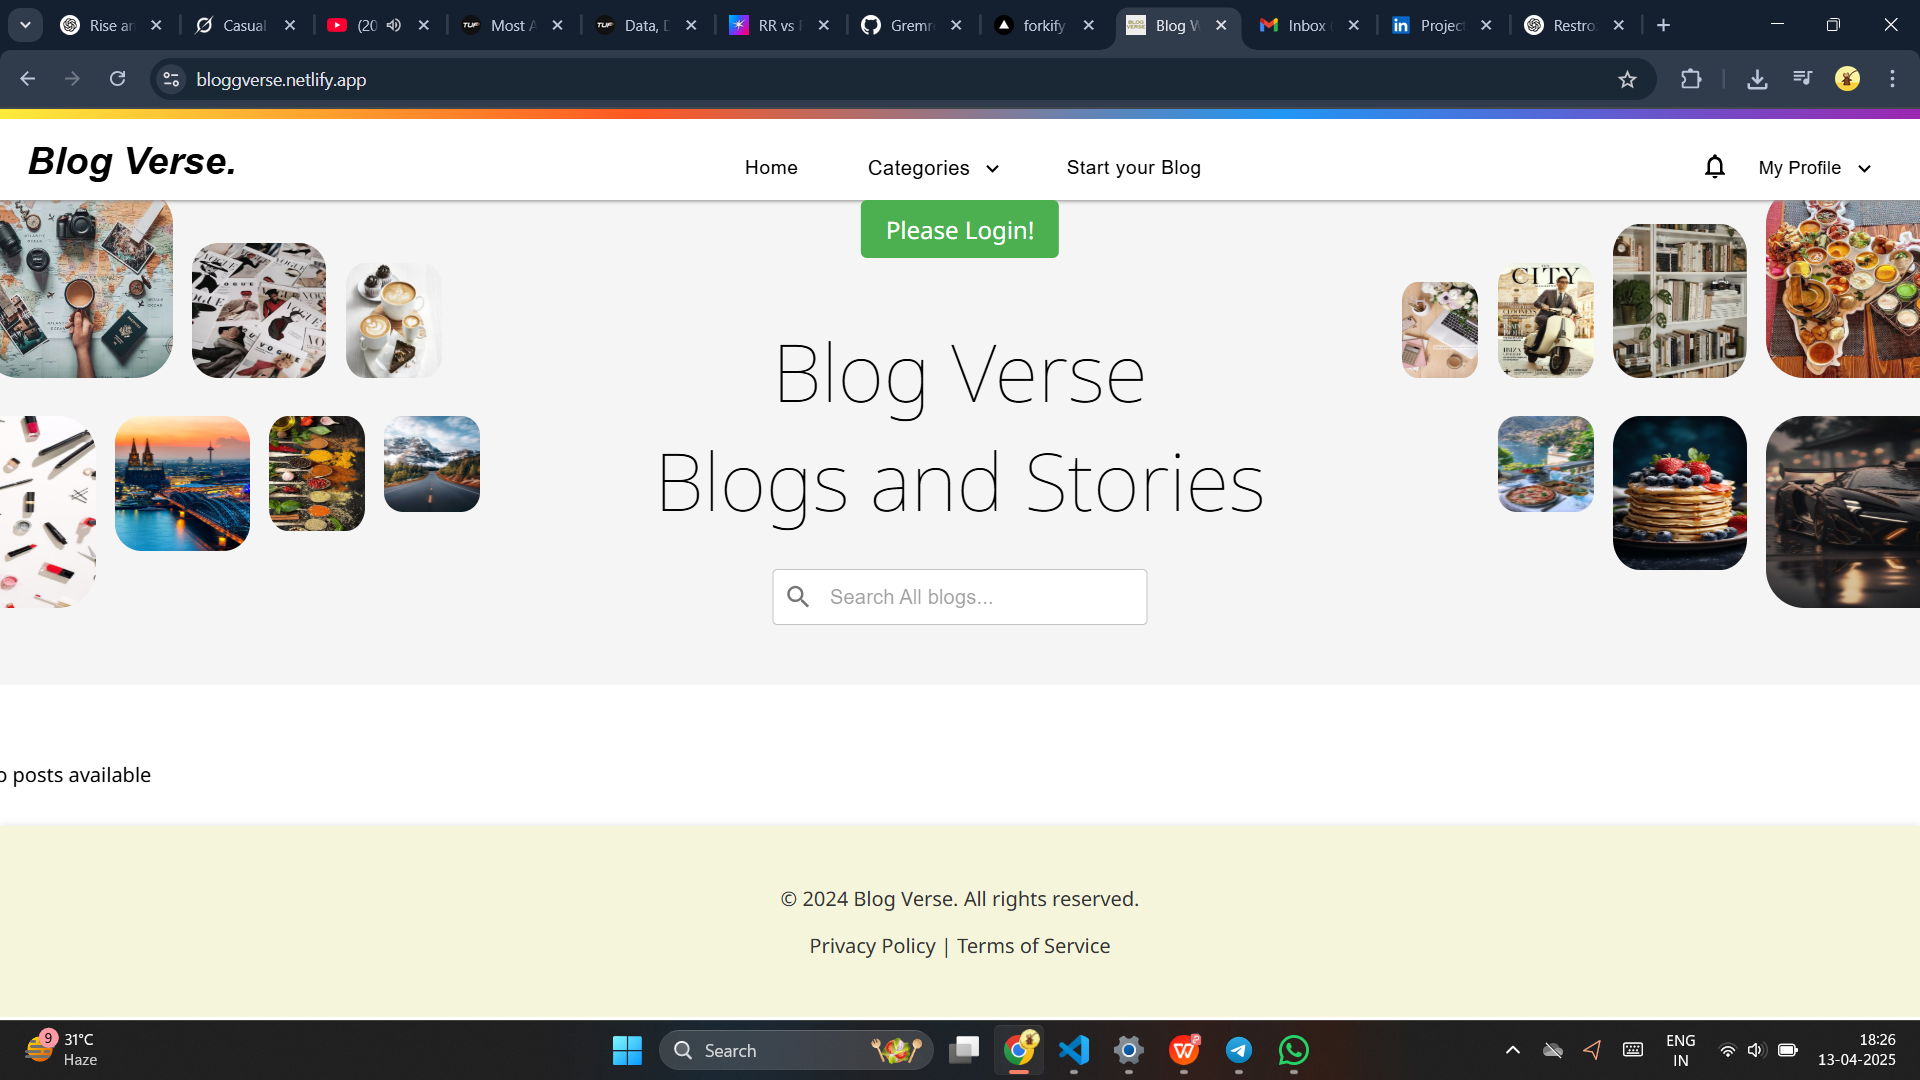 Rise an
Casual
(20
Most A
Data, D
RR vs
Gremr
forkify
Blog W
Inbox
Project
Restro
bloggverse.netlify.app
Blog Verse.
Home
Categories
Start your Blog
My Profile
Please Login!
VOGUE
CITY
Blog Verse
Blogs and Stories
Search All blogs...
o posts available
© 2024 Blog Verse. All rights reserved.
Privacy Policy | Terms of Service
9
31°C
Haze
Search
ENG
IN
18:26
13-04-2025